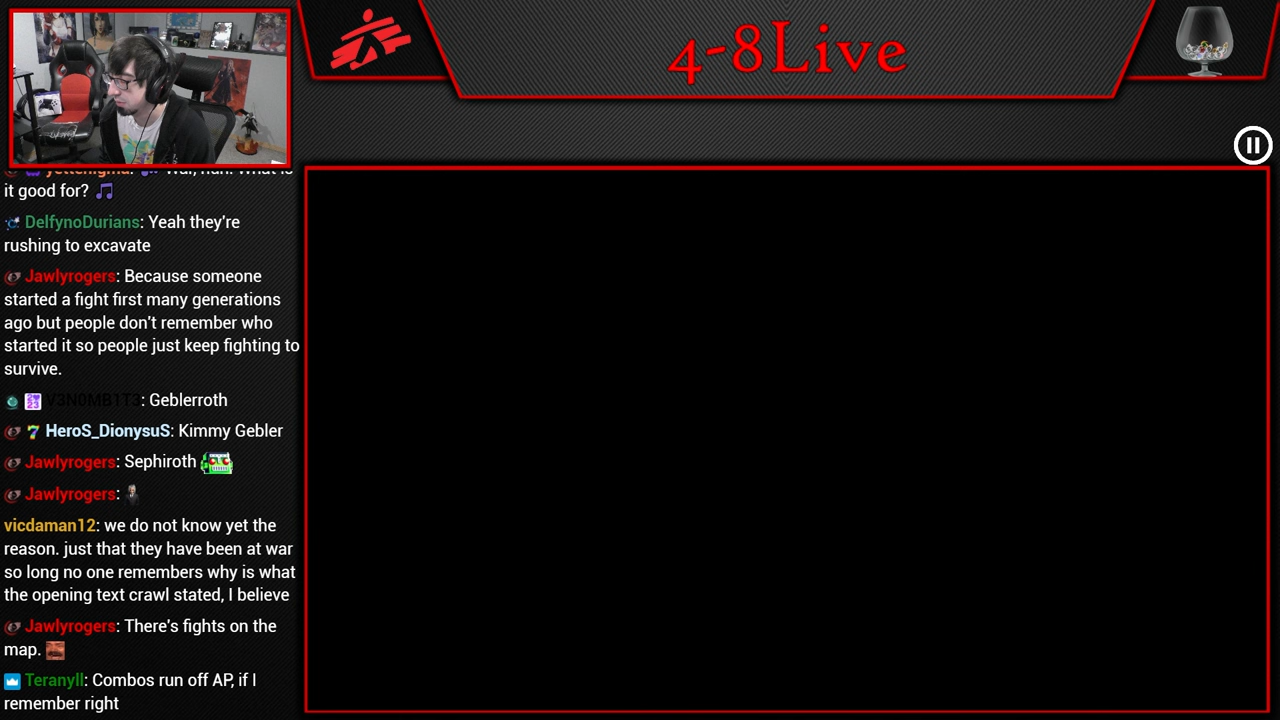 4-8Live
it good for?
DelfynoDurians: Yeah they're
rushing to excavate
Jawlyrogers: Because someone
started a fight first many generations
ago but people don't remember who
started it so people just keep fighting to
survive.
V3N0MB1T3: Geblerroth
HeroS_DionysuS: Kimmy Gebler
Jawlyrogers: Sephiroth
Jawlyrogers:
vicdaman12: we do not know yet the
reason. just that they have been at war
so long no one remembers why is what
the opening text crawl stated, I believe
Jawlyrogers: There's fights on the
map.
Teranyll: Combos run off AP, if I
remember right